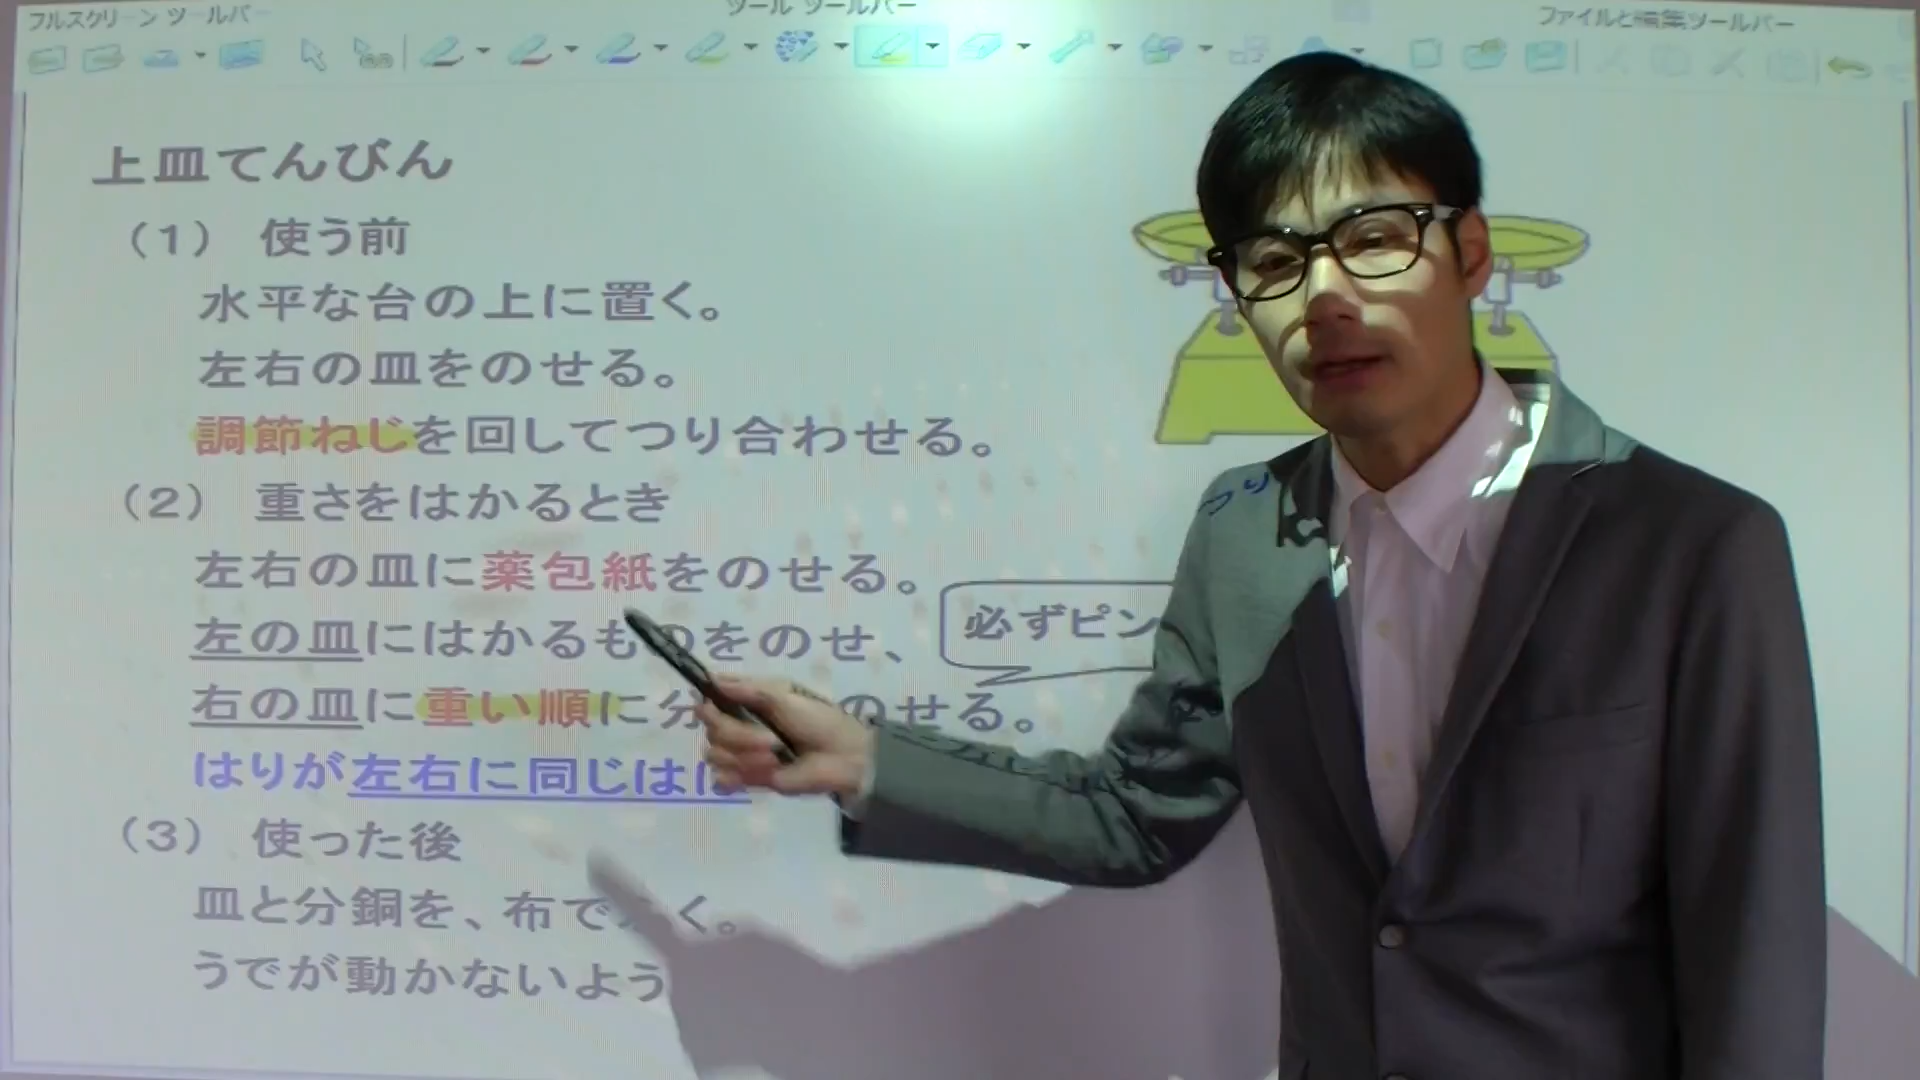 フルスクリーン ツールバー
ツール ツールバー
ファイルと編集ツールバー
上皿てんびん
（1） 使う前
水平な台の上に置く。
左右の皿をのせる。
調節ねじを回してつり合わせる。
（2） 重さをはかるとき
左右の皿に薬包紙をのせる。
左の皿にはかるものをのせ、
右の皿に重い順に分 のせる。
はりが左右に同じはば
必ずピン
つり
（3） 使った後
皿と分銅を、布で く。
うでが動かないよう